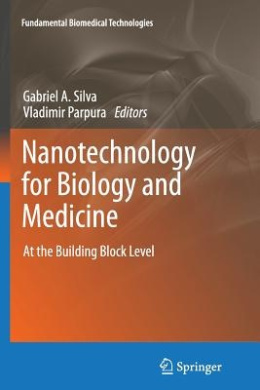 Fundamental Biomedical Technologies
Gabriel A. Silva
Vladimir Parpura Editors
Nanotechnology
for Biology and
Medicine
At the Building Block Level
Springer